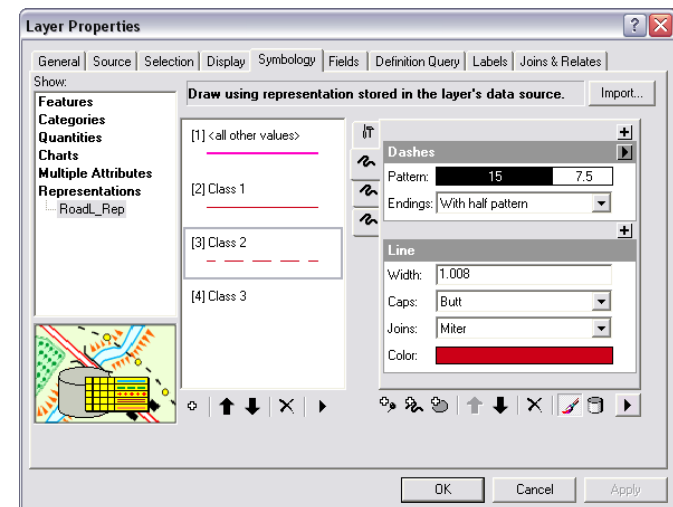 Layer Properties
General Source Selection Display Symbology Fields Definition Query Labels Joins & Relates
Show:
Features
Categories
Quantities
Charts
Multiple Attributes
Representations
RoadL_Rep
Draw using representation stored in the layer's data source.
Import...
[1] <all other values>
[2] Class 1
[3] Class 2
[4] Class 3
Dashes
Pattern: 15 7.5
Endings: With half pattern
Line
Width: 1.008
Caps: Butt
Joins: Miter
Color:
OK Cancel Apply